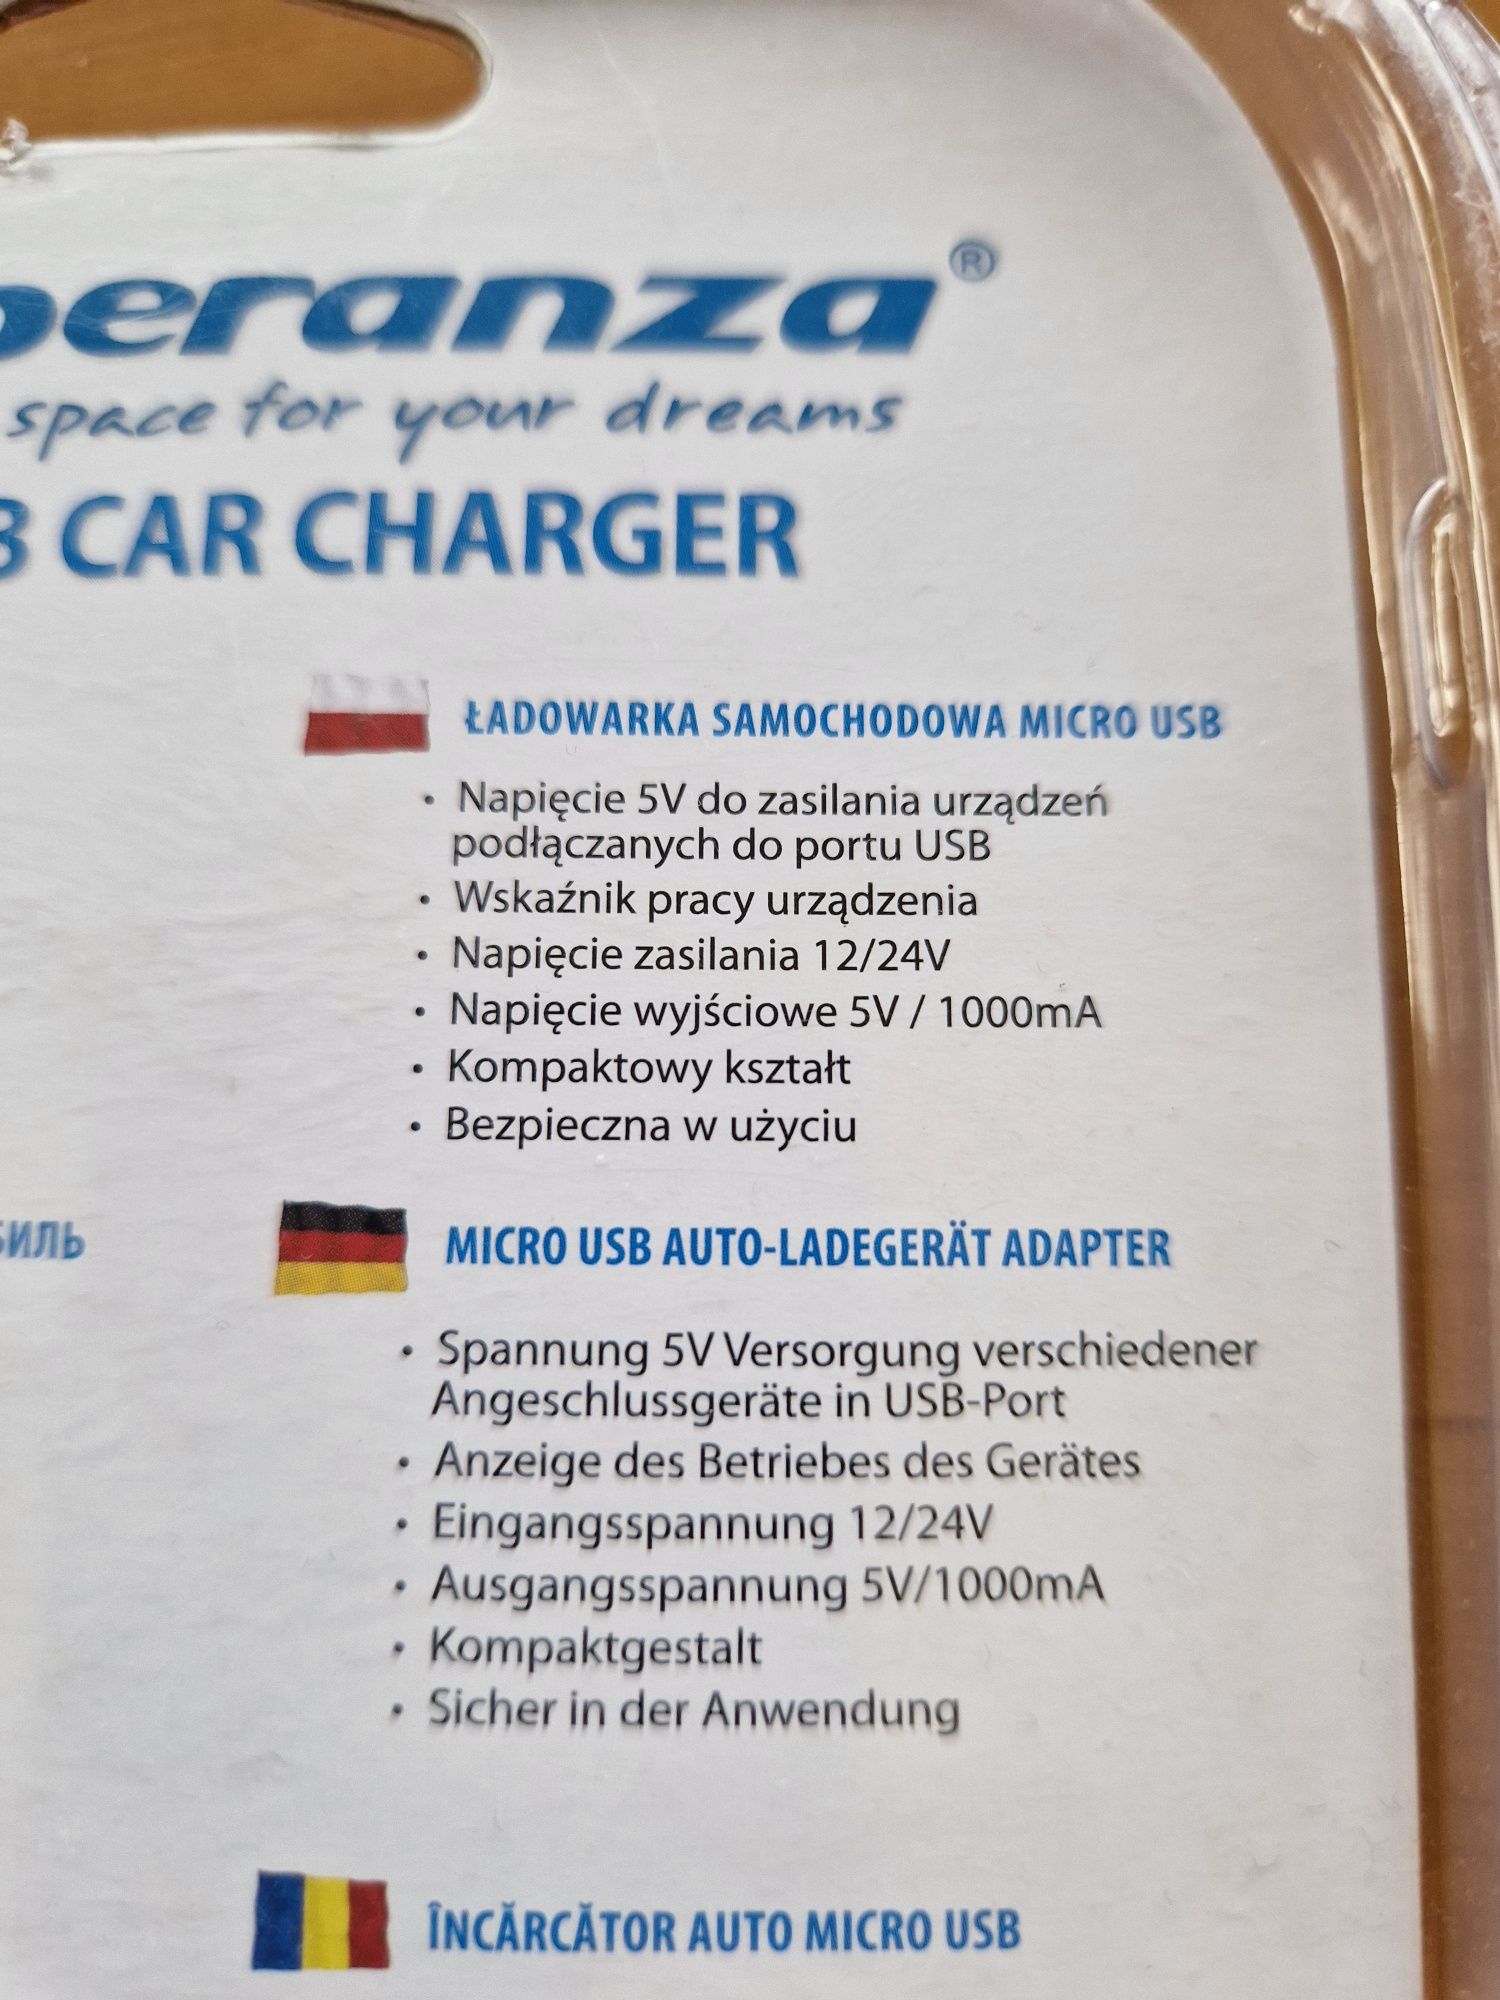 peranza®
space for your dreams
B CAR CHARGER
ŁADOWARKA SAMOCHODOWA MICRO USB
• Napięcie 5V do zasilania urządzeń
podłączanych do portu USB
• Wskaźnik pracy urządzenia
• Napięcie zasilania 12/24V
• Napięcie wyjściowe 5V / 1000mA
• Kompaktowy kształt
• Bezpieczna w użyciu
БИЛЬ
MICRO USB AUTO-LADEGERÄT ADAPTER
• Spannung 5V Versorgung verschiedener
Angeschlussgeräte in USB-Port
• Anzeige des Betriebes des Gerätes
• Eingangsspannung 12/24V
• Ausgangsspannung 5V/1000mA
• Kompaktgestalt
• Sicher in der Anwendung
ÎNCĂRCĂTOR AUTO MICRO USB